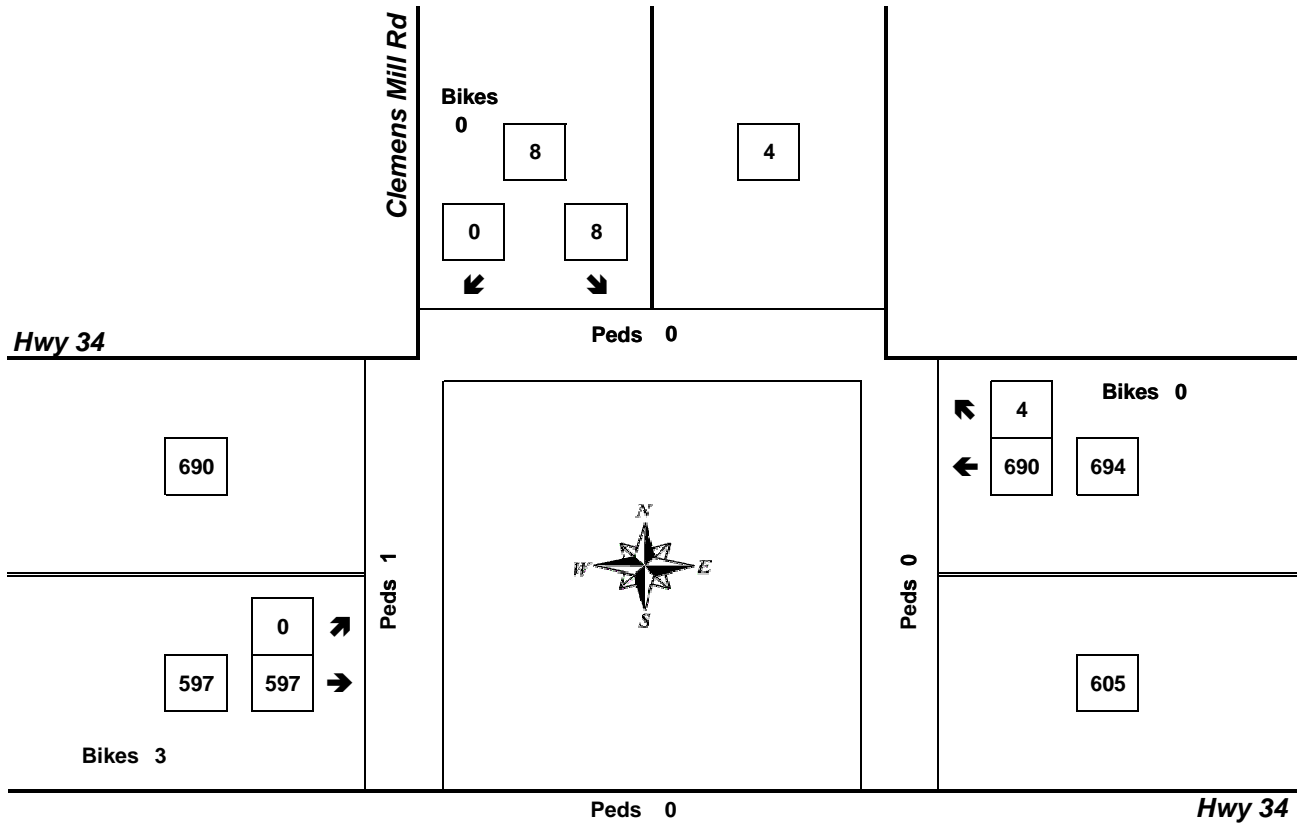 Clemens Mill Rd
Bikes
0
8
4
0
8
Peds 0
Hwy 34
4
Bikes 0
690
690
694
N
W
E
S
Peds 1
Peds 0
0
597
597
605
Bikes 3
Peds 0
Hwy 34